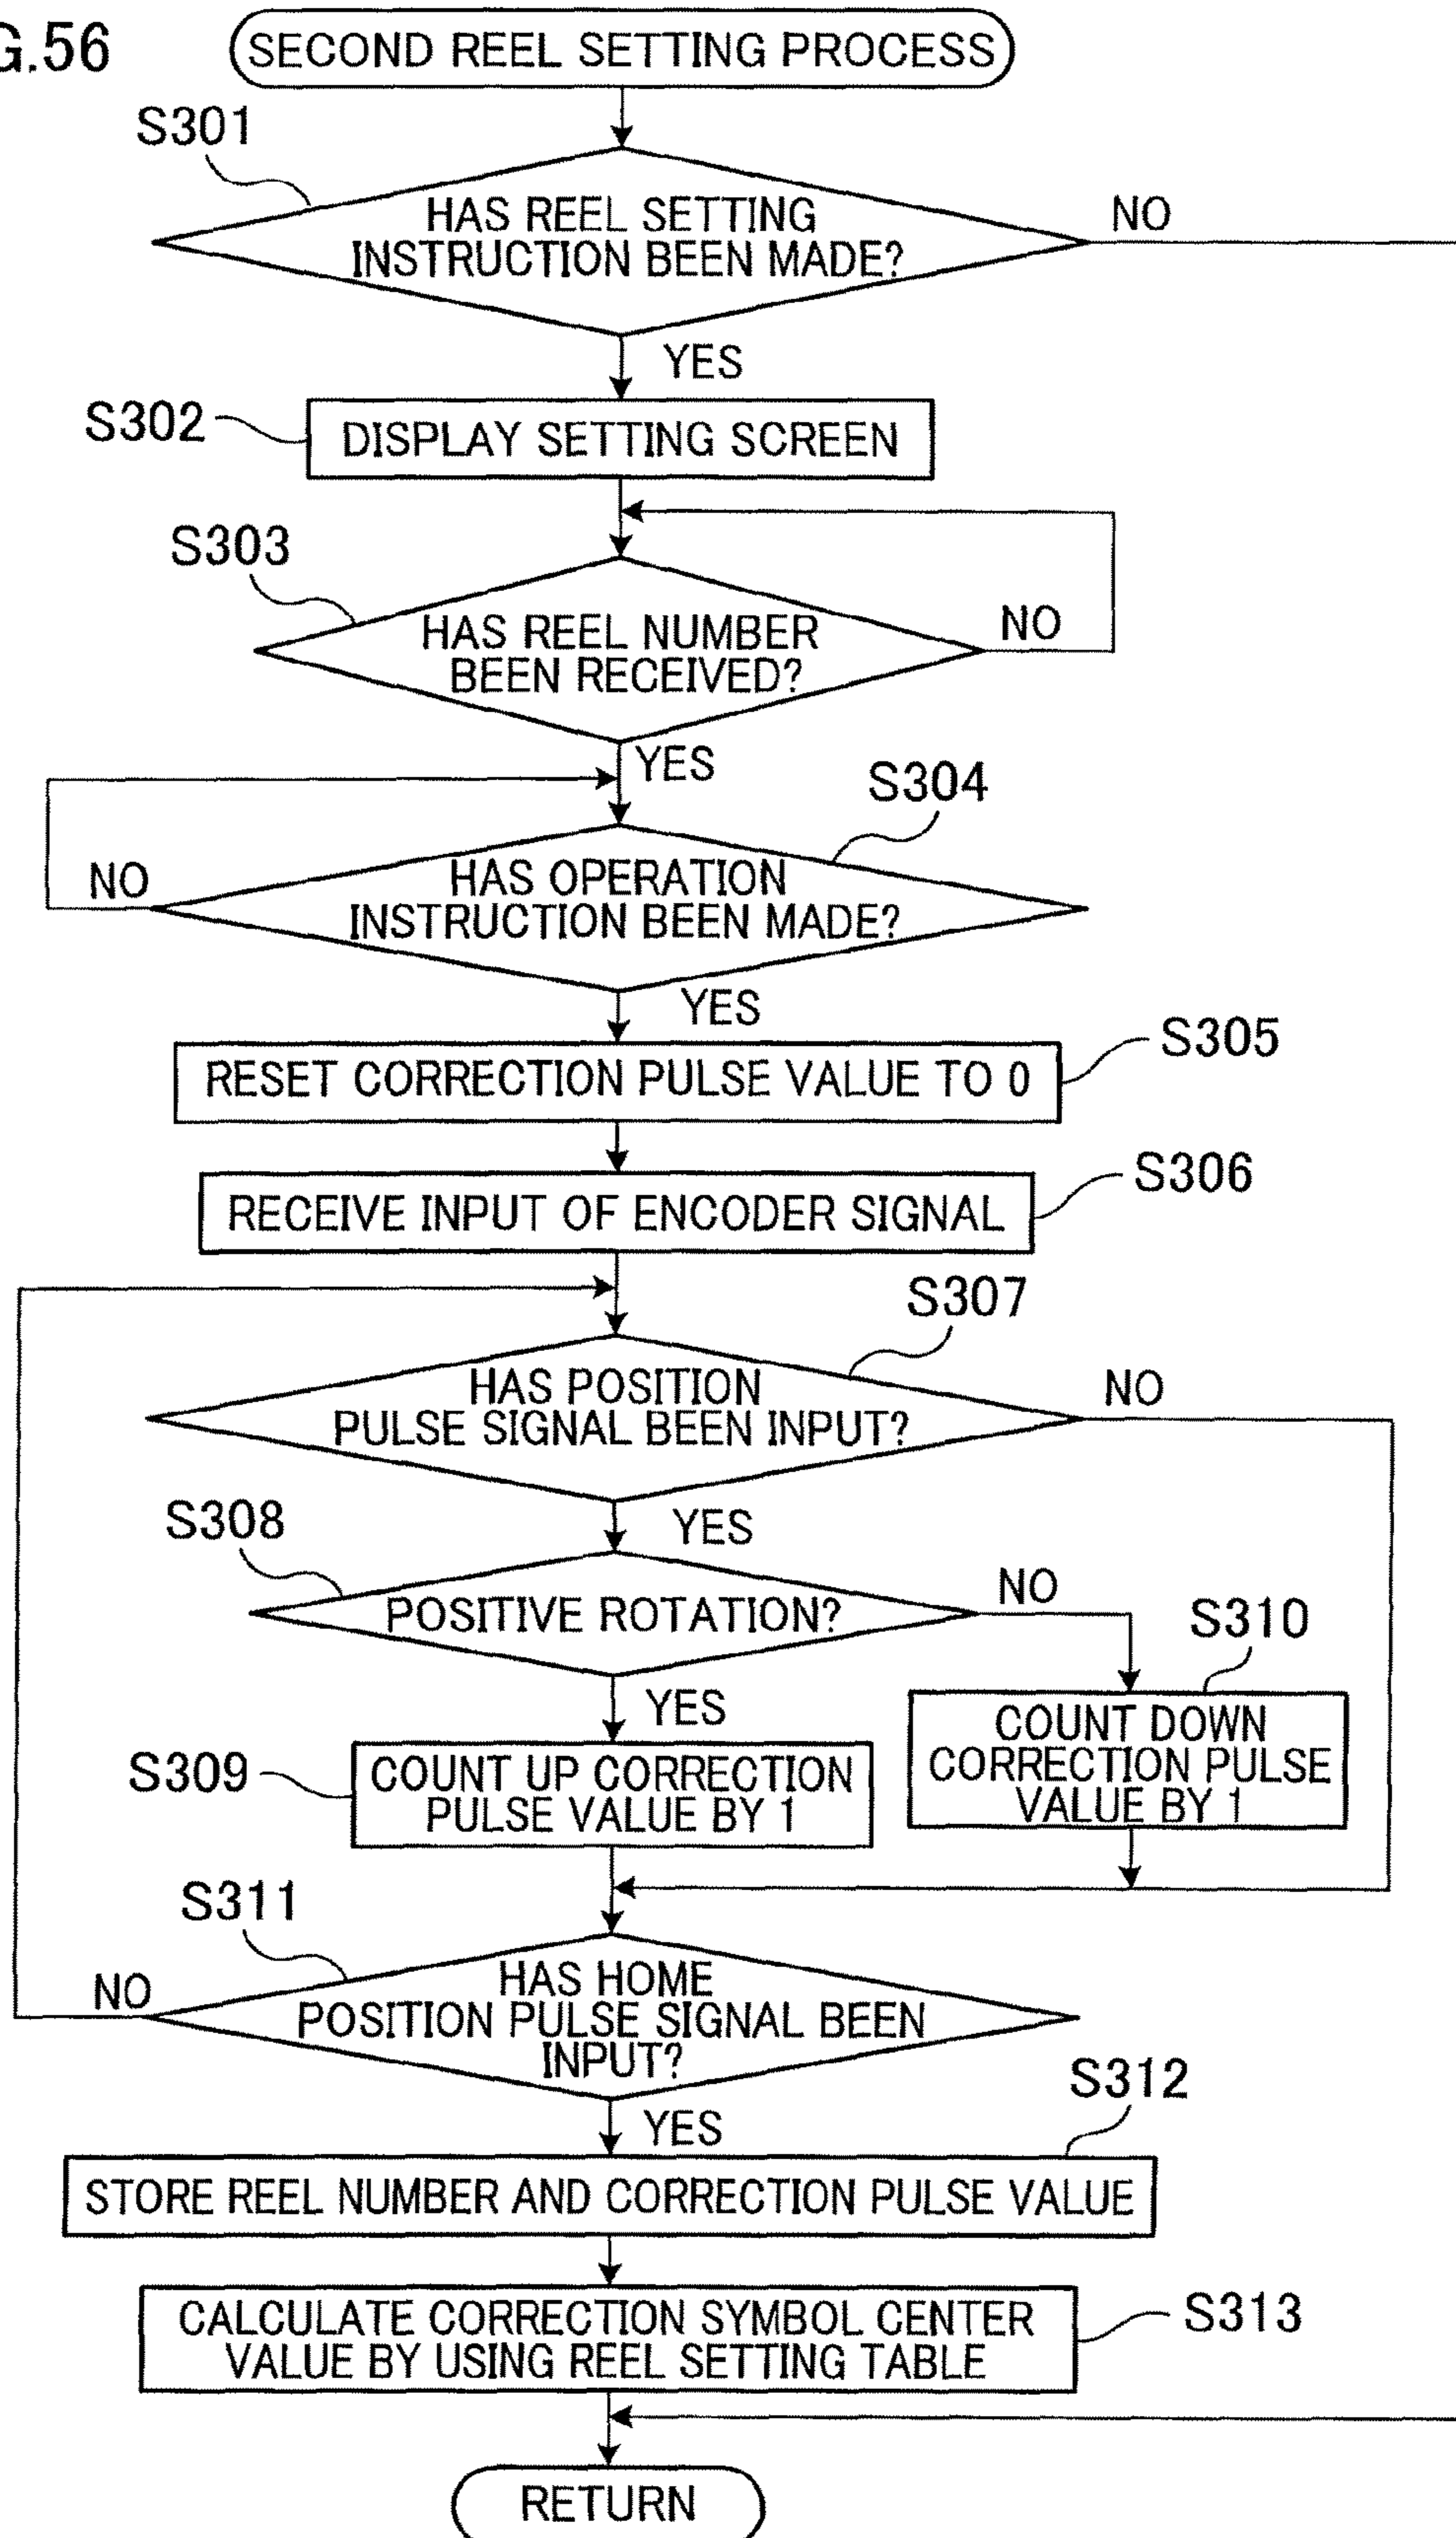 G.56
SECOND REEL SETTING PROCESS
S301
HAS REEL SETTING
INSTRUCTION BEEN MADE?
NO
YES
S302
DISPLAY SETTING SCREEN
S303
HAS REEL NUMBER
BEEN RECEIVED?
NO
YES
S304
HAS OPERATION
INSTRUCTION BEEN MADE?
NO
YES
S305
RESET CORRECTION PULSE VALUE TO 0
S306
RECEIVE INPUT OF ENCODER SIGNAL
S307
HAS POSITION
PULSE SIGNAL BEEN INPUT?
NO
YES
S308
POSITIVE ROTATION?
NO
YES
S310
COUNT DOWN
CORRECTION PULSE
VALUE BY 1
S309
COUNT UP CORRECTION
PULSE VALUE BY 1
S311
HAS HOME
POSITION PULSE SIGNAL BEEN
INPUT?
NO
YES
S312
STORE REEL NUMBER AND CORRECTION PULSE VALUE
S313
CALCULATE CORRECTION SYMBOL CENTER
VALUE BY USING REEL SETTING TABLE
RETURN